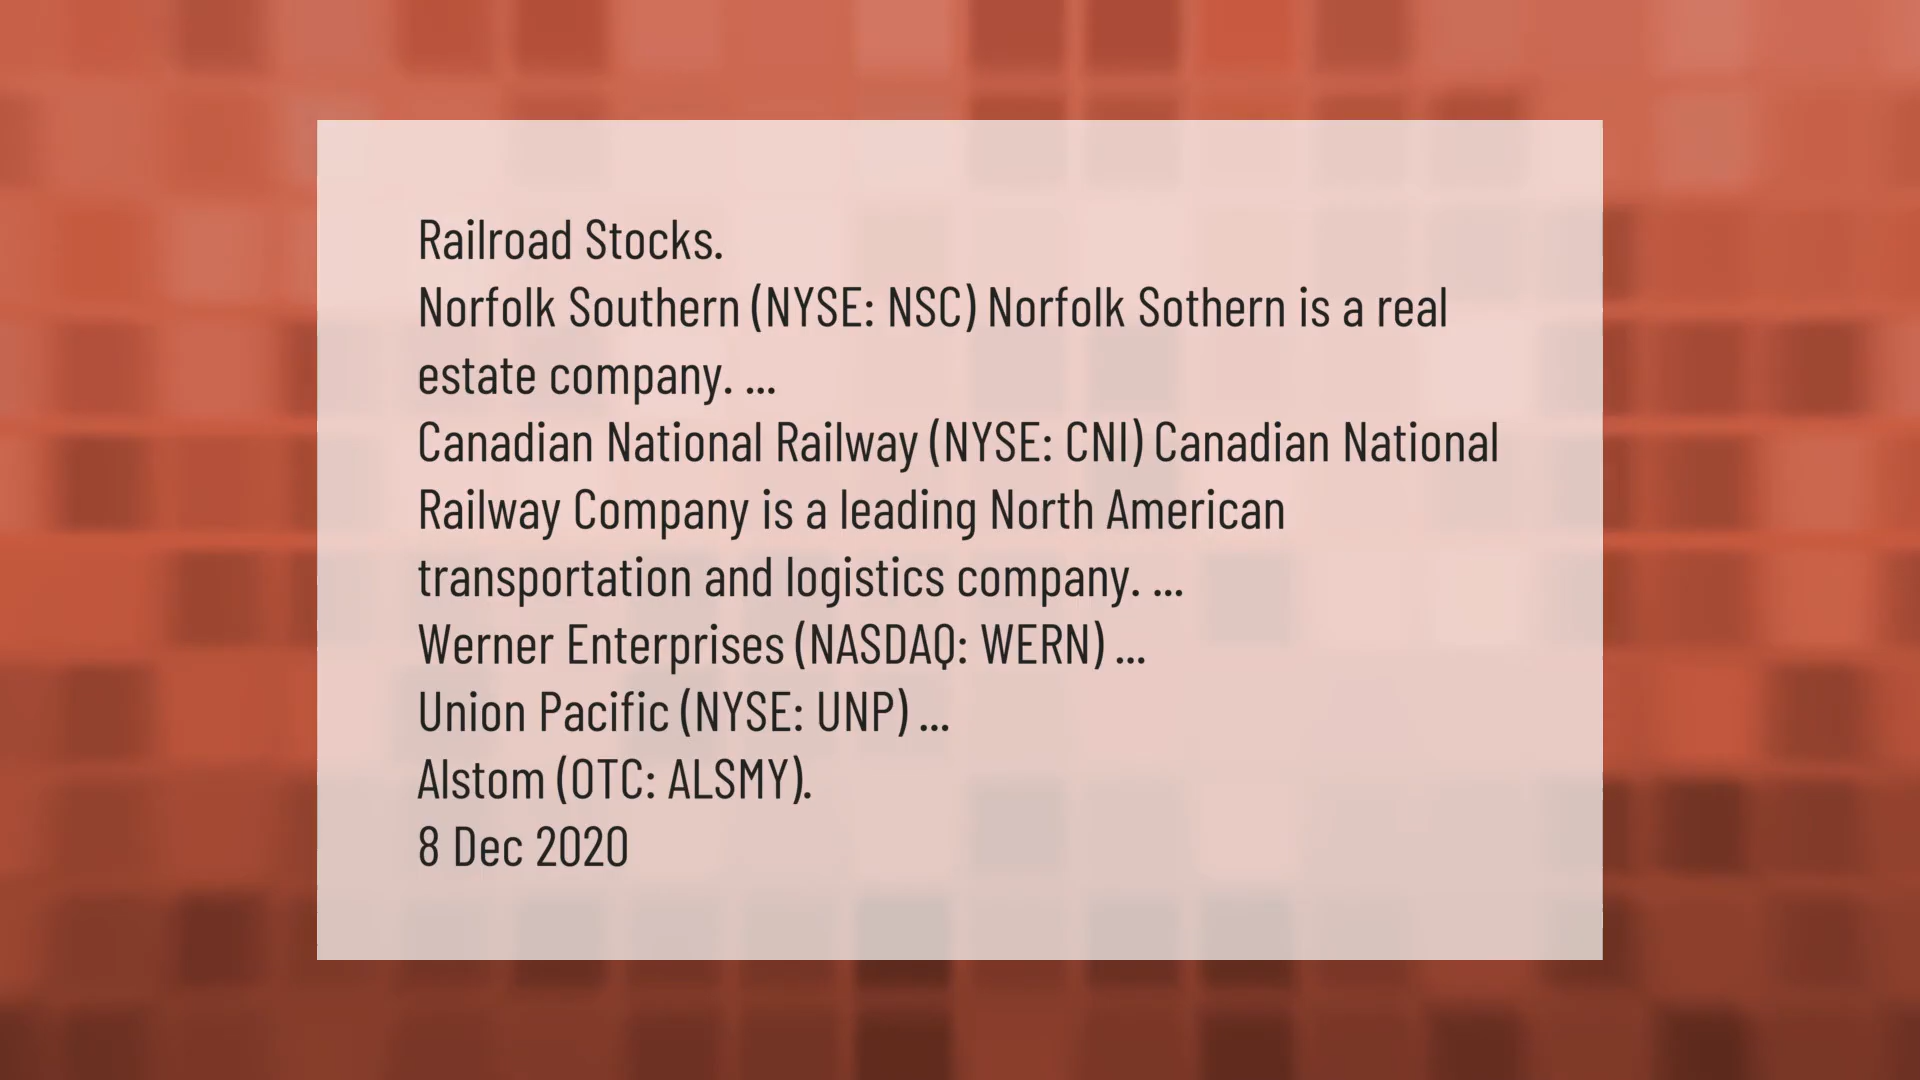 Railroad Stocks.
Norfolk Southern (NYSE: NSC) Norfolk Sothern is a real
estate company. ...
Canadian National Railway (NYSE: CNI) Canadian National
Railway Company is a leading North American
transportation and logistics company. ...
Werner Enterprises (NASDAQ: WERN) ...
Union Pacific (NYSE: UNP) ...
Alstom (OTC: ALSMY).
8 Dec 2020